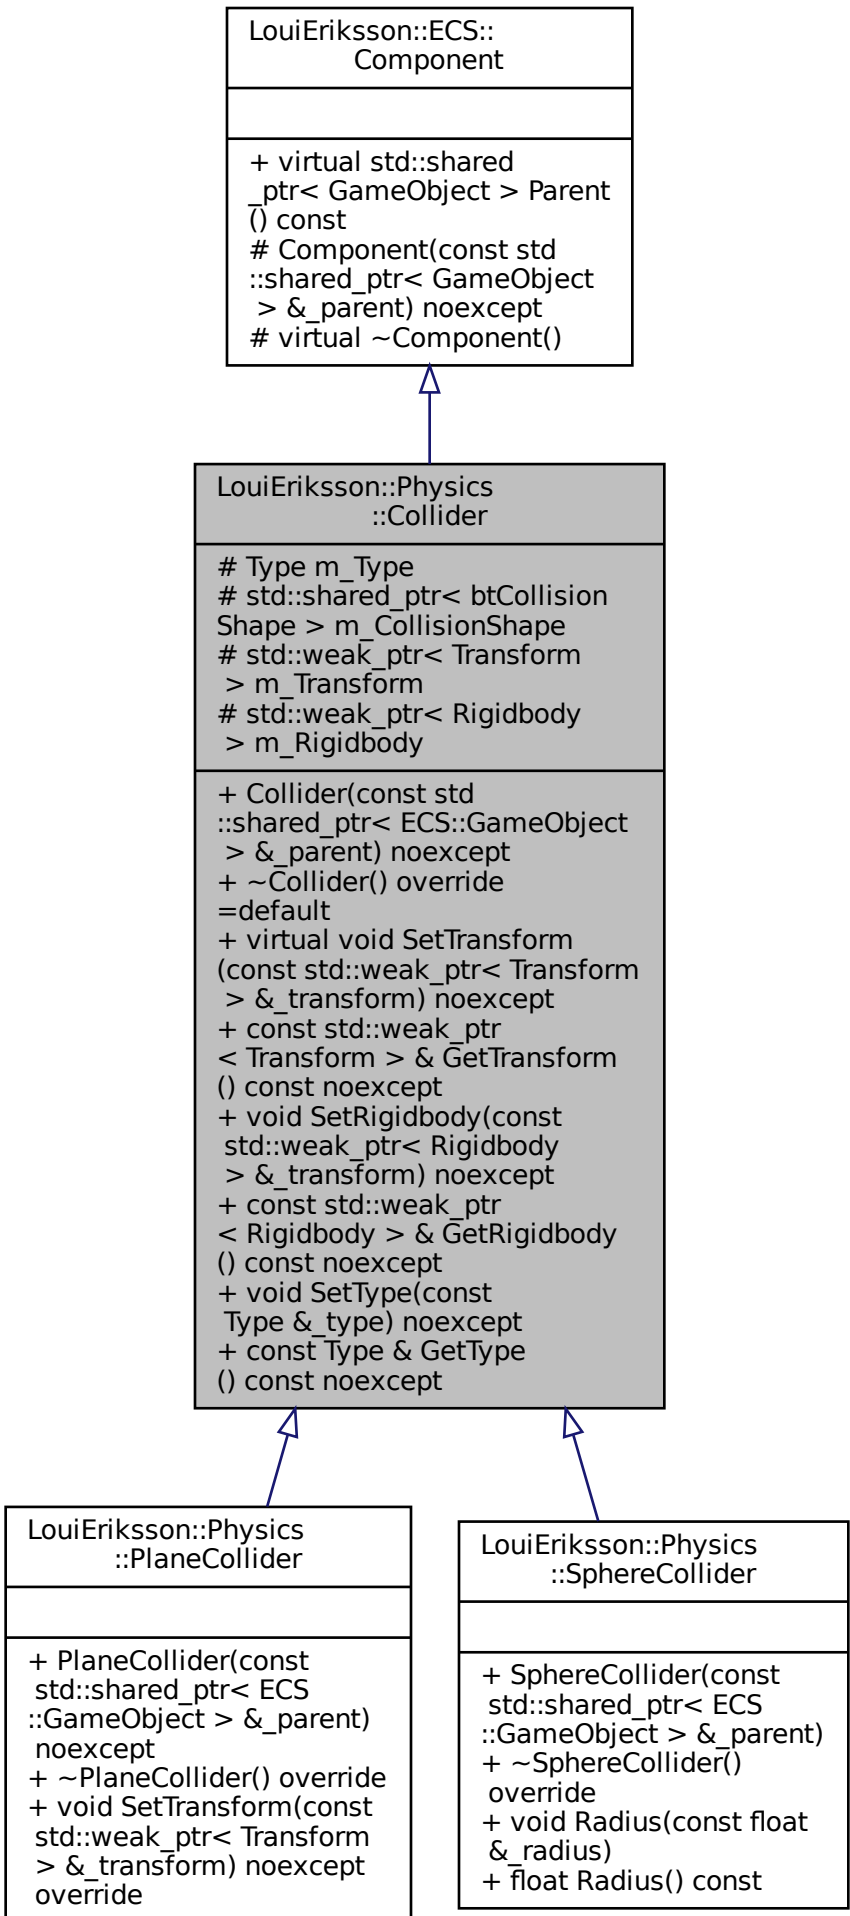 LouiEriksson::ECS::
Component
+ virtual std::shared
_ptr< GameObject > Parent
() const
# Component(const std
::shared_ptr< GameObject
> &_parent) noexcept
# virtual ~Component()
LouiEriksson::Physics
::Collider
# Type m_Type
# std::shared_ptr< btCollision
Shape > m_CollisionShape
# std::weak_ptr< Transform
> m_Transform
# std::weak_ptr< Rigidbody
> m_Rigidbody
+ Collider(const std
::shared_ptr< ECS::GameObject
> &_parent) noexcept
+ ~Collider() override
=default
+ virtual void SetTransform
(const std::weak_ptr< Transform
> &_transform) noexcept
+ const std::weak_ptr
< Transform > & GetTransform
() const noexcept
+ void SetRigidbody(const
std::weak_ptr< Rigidbody
> &_transform) noexcept
+ const std::weak_ptr
< Rigidbody > & GetRigidbody
() const noexcept
+ void SetType(const
Type &_type) noexcept
+ const Type & GetType
() const noexcept
LouiEriksson::Physics
::PlaneCollider
+ PlaneCollider(const
std::shared_ptr< ECS
::GameObject > &_parent)
noexcept
+ ~PlaneCollider() override
+ void SetTransform(const
std::weak_ptr< Transform
> &_transform) noexcept
override
LouiEriksson::Physics
::SphereCollider
+ SphereCollider(const
std::shared_ptr< ECS
::GameObject > &_parent)
+ ~SphereCollider()
override
+ void Radius(const float
&_radius)
+ float Radius() const